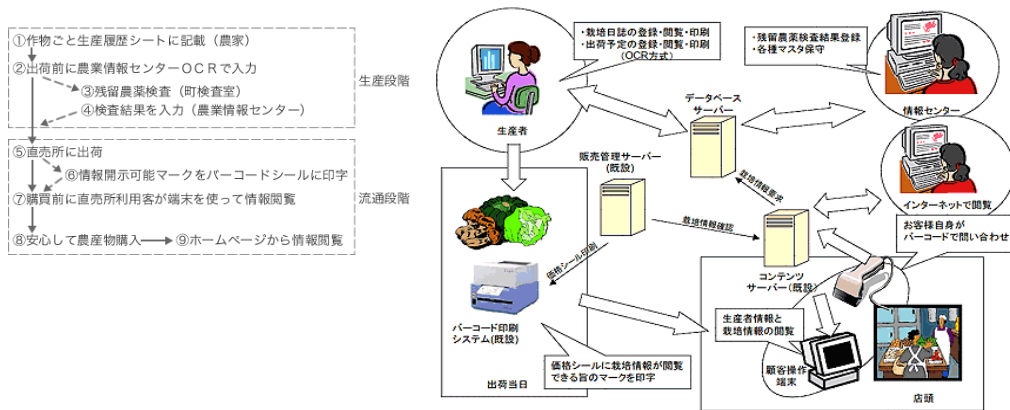 ①作物ごと生産履歴シートに記載（農家）
②出荷前に農業情報センターOCRで入力
③残留農薬検査（町検査室）
④検査結果を入力（農業情報センター）
生産段階
⑤直売所に出荷
⑥情報開示可能マークをバーコードシールに印字
⑦購買前に直売所利用客が端末を使って情報閲覧
流通段階
⑧安心して農産物購入
⑨ホームページから情報閲覧
・栽培日誌の登録・閲覧・印刷
・出荷予定の登録・閲覧・印刷
(OCR方式)
・残留農薬検査結果登録
・各種マスタ保守
生産者
データベース
サーバー
情報センター
販売管理サーバー
(既設)
栽培情報要求
インターネットで閲覧
栽培情報確認
お客様自身が
バーコードで問い合わせ
価格シール印刷
コンテンツ
サーバー(既設)
バーコード印刷
システム(既設)
生産者情報と
栽培情報の閲覧
価格シールに栽培情報が閲覧
できる旨のマークを印字
顧客操作
端末
出荷当日
店頭